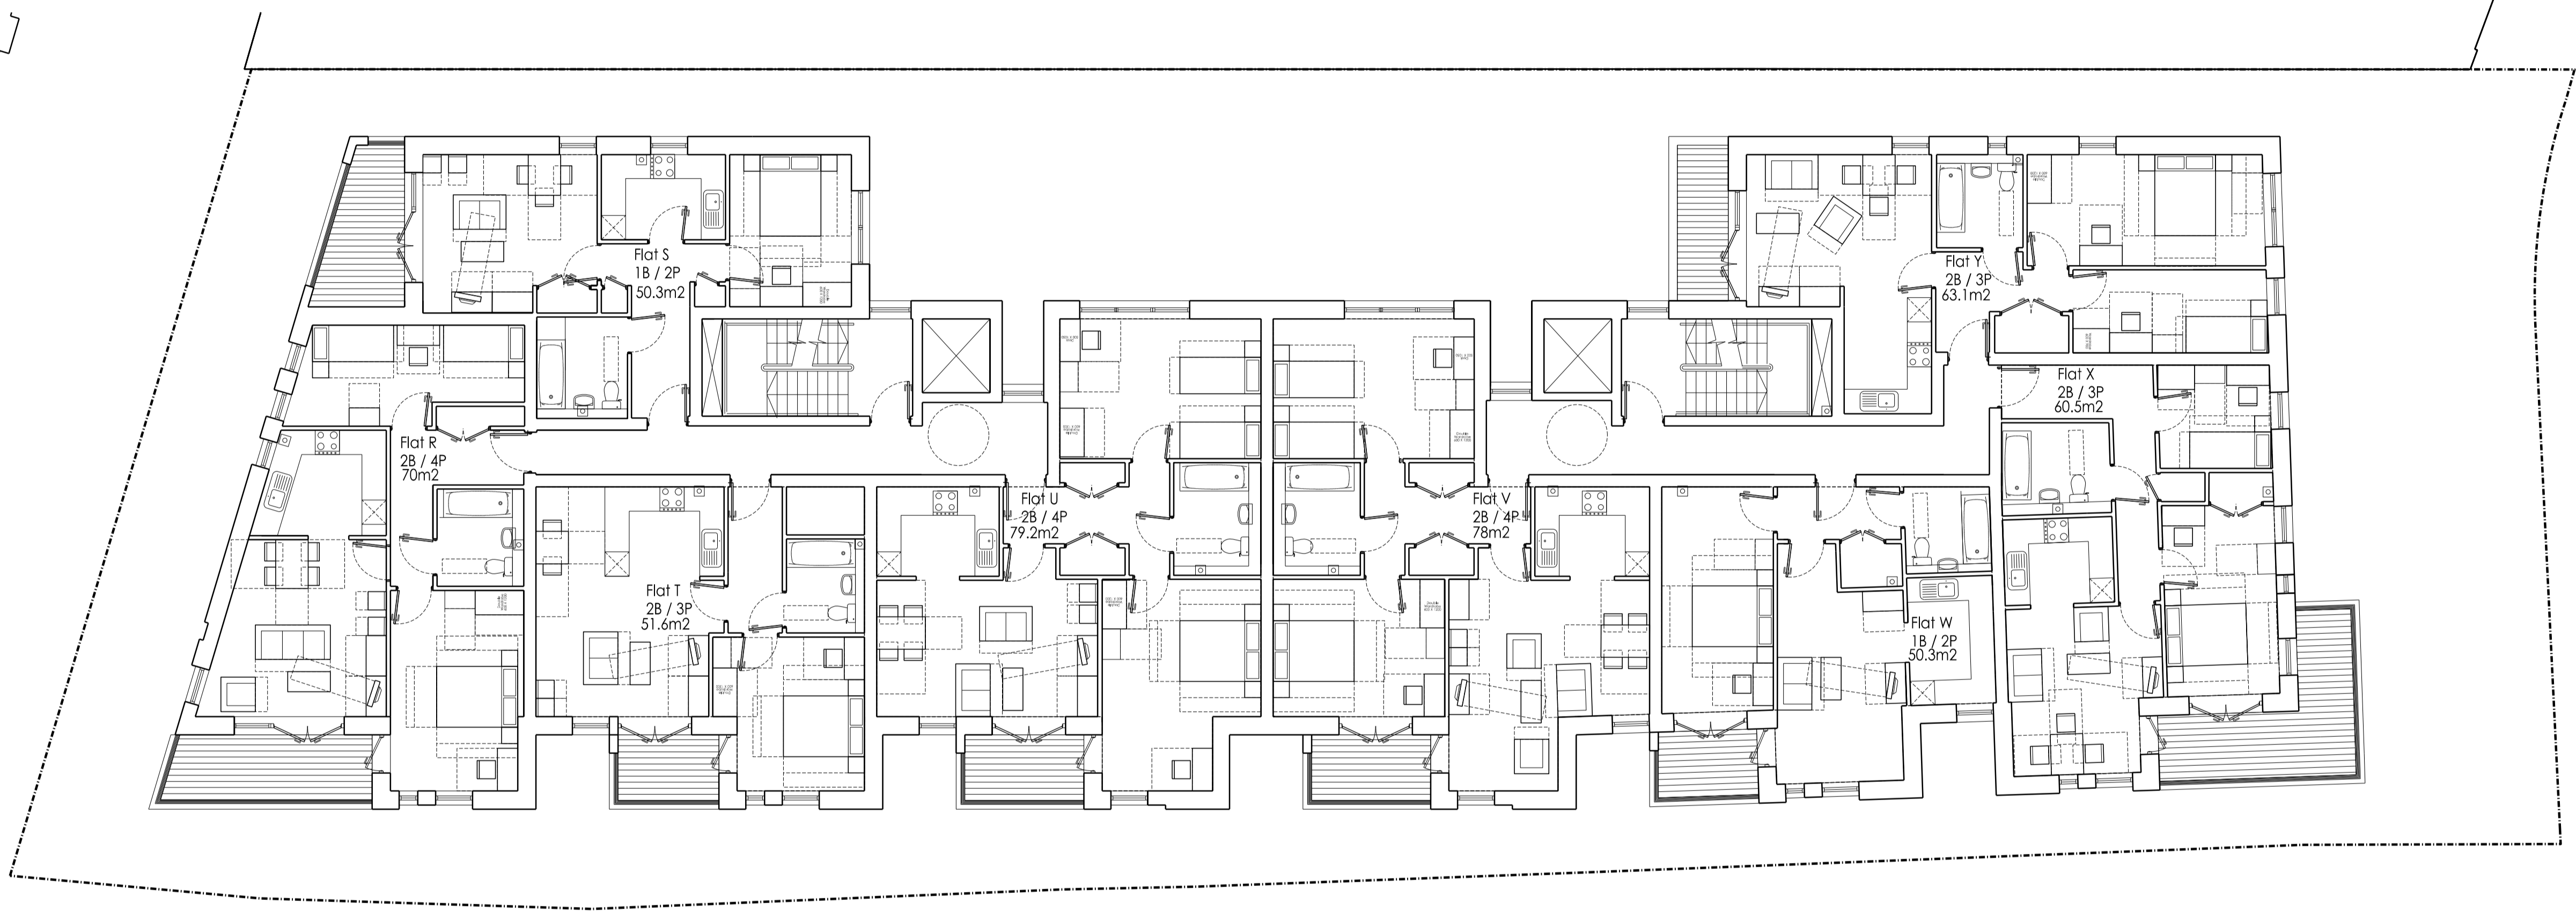 Flat S
1B / 2P
50.3m2
Flat Y
2B / 3P
63.1m2
Flat X
2B / 3P
60.5m2
Flat R
2B / 4P
70m2
Flat U
2B / 4P
79.2m2
Flat V
2B / 4P
78m2
Flat T
2B / 3P
51.6m2
Flat W
1B / 2P
50.3m2